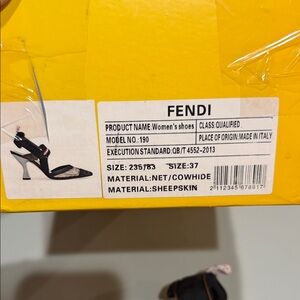 FENDI
PRODUCT NAME:Women's shoes CLASS:QUALIFIED
MODEL NO.:190 PLACE OF ORIGIN:MADE IN ITALY
EXECUTION STANDARD:QB/T 4552-2013
SIZE: 235/83 SIZE:37
MATERIAL:NET/COWHIDE
MATERIAL:SHEEPSKIN
2112345678817